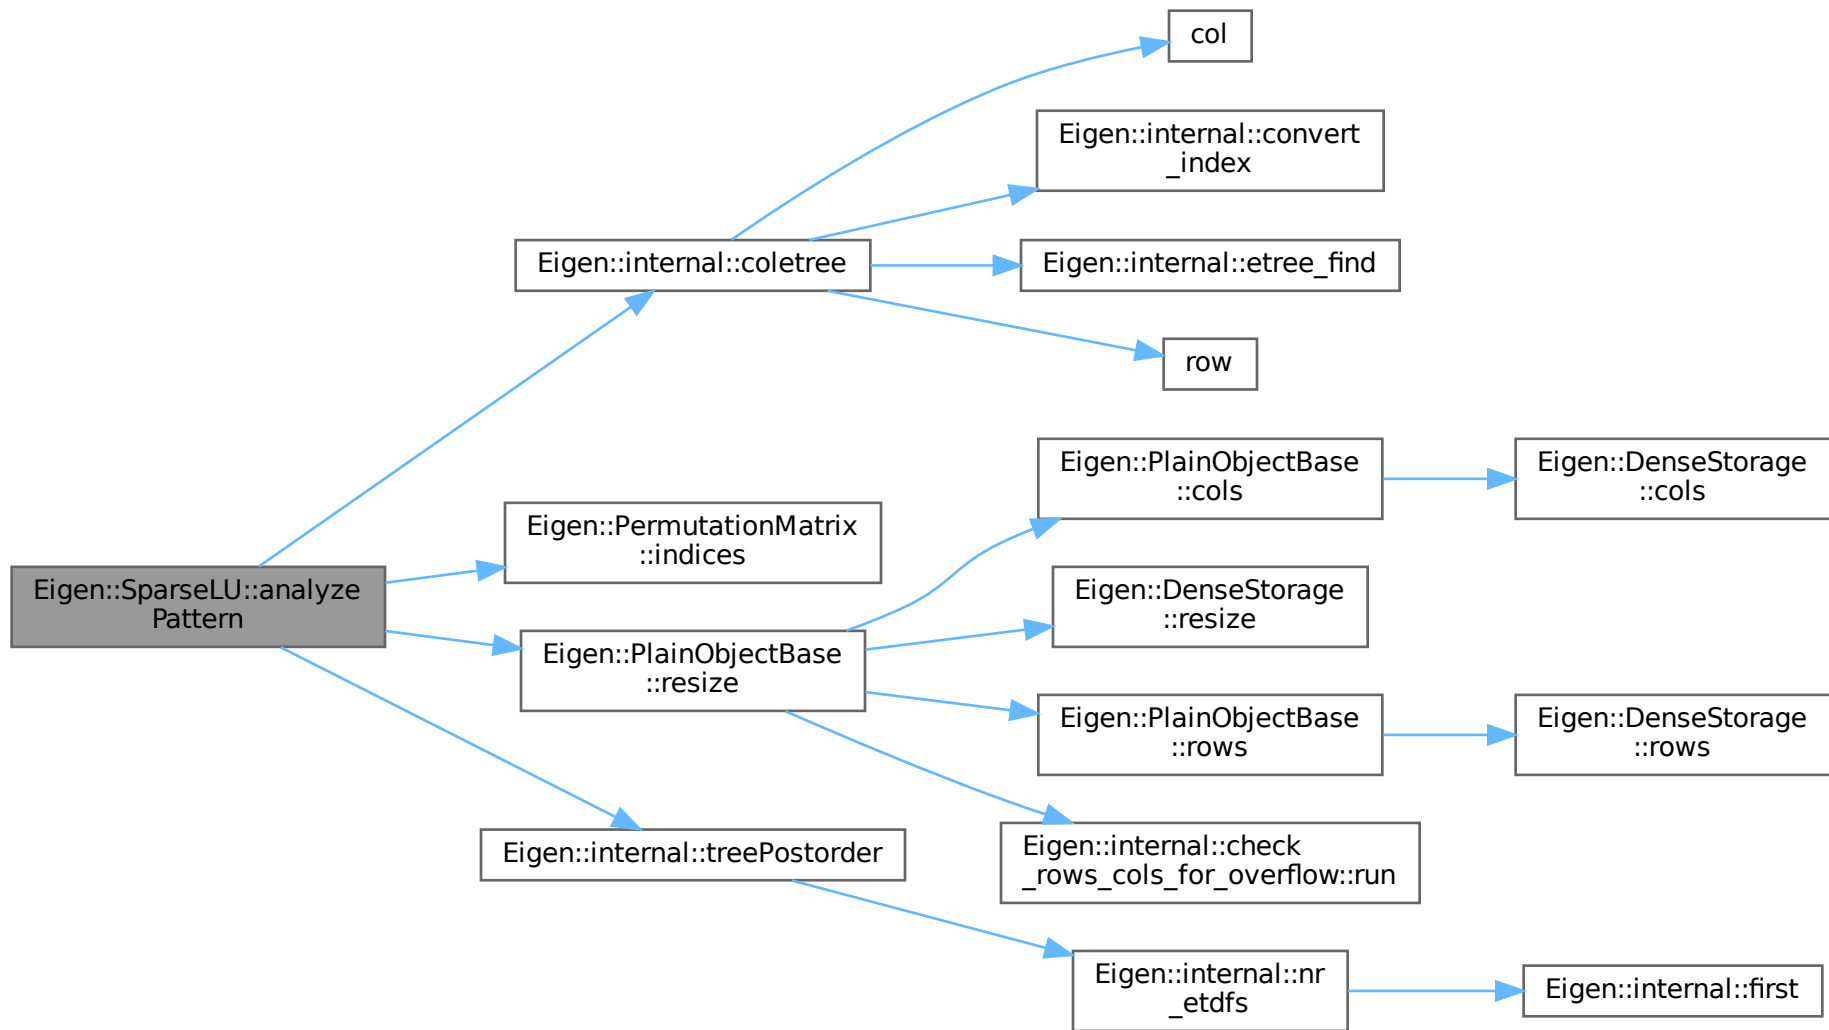 col
Eigen::internal::convert
_index
Eigen::internal::coletree
Eigen::internal::etree_find
row
Eigen::PlainObjectBase
::cols
Eigen::DenseStorage
::cols
Eigen::PermutationMatrix
::indices
Eigen::SparseLU::analyze
Pattern
Eigen::DenseStorage
::resize
Eigen::PlainObjectBase
::resize
Eigen::PlainObjectBase
::rows
Eigen::DenseStorage
::rows
Eigen::internal::treePostorder
Eigen::internal::check
_rows_cols_for_overflow::run
Eigen::internal::nr
_etdfs
Eigen::internal::first